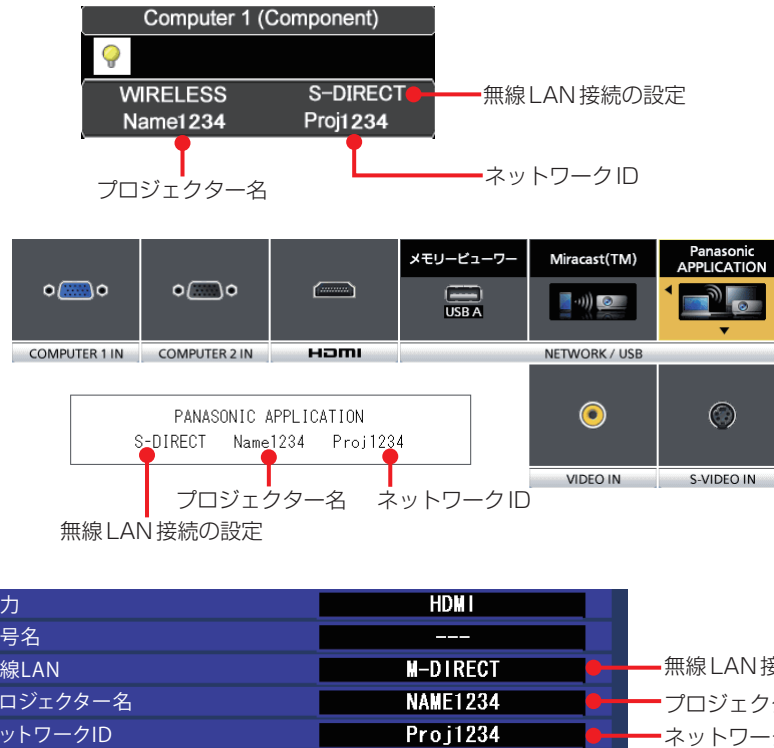 Computer 1 (Component)
WIRELESS S-DIRECT
Name1234 Proj1234
無線LAN接続の設定
プロジェクター名
ネットワークID
メモリービューワー
Miracast(TM)
Panasonic
APPLICATION
USB A
COMPUTER 1 IN
COMPUTER 2 IN
HDMI
NETWORK / USB
PANASONIC APPLICATION
S-DIRECT Name1234 Proj1234
プロジェクター名
ネットワークID
無線LAN接続の設定
VIDEO IN
S-VIDEO IN
力 HDMI
号名 ---
線LAN M-DIRECT 無線LAN接
ロジェクター名 NAME1234 プロジェク
ットワークID Proj1234 ネットワー